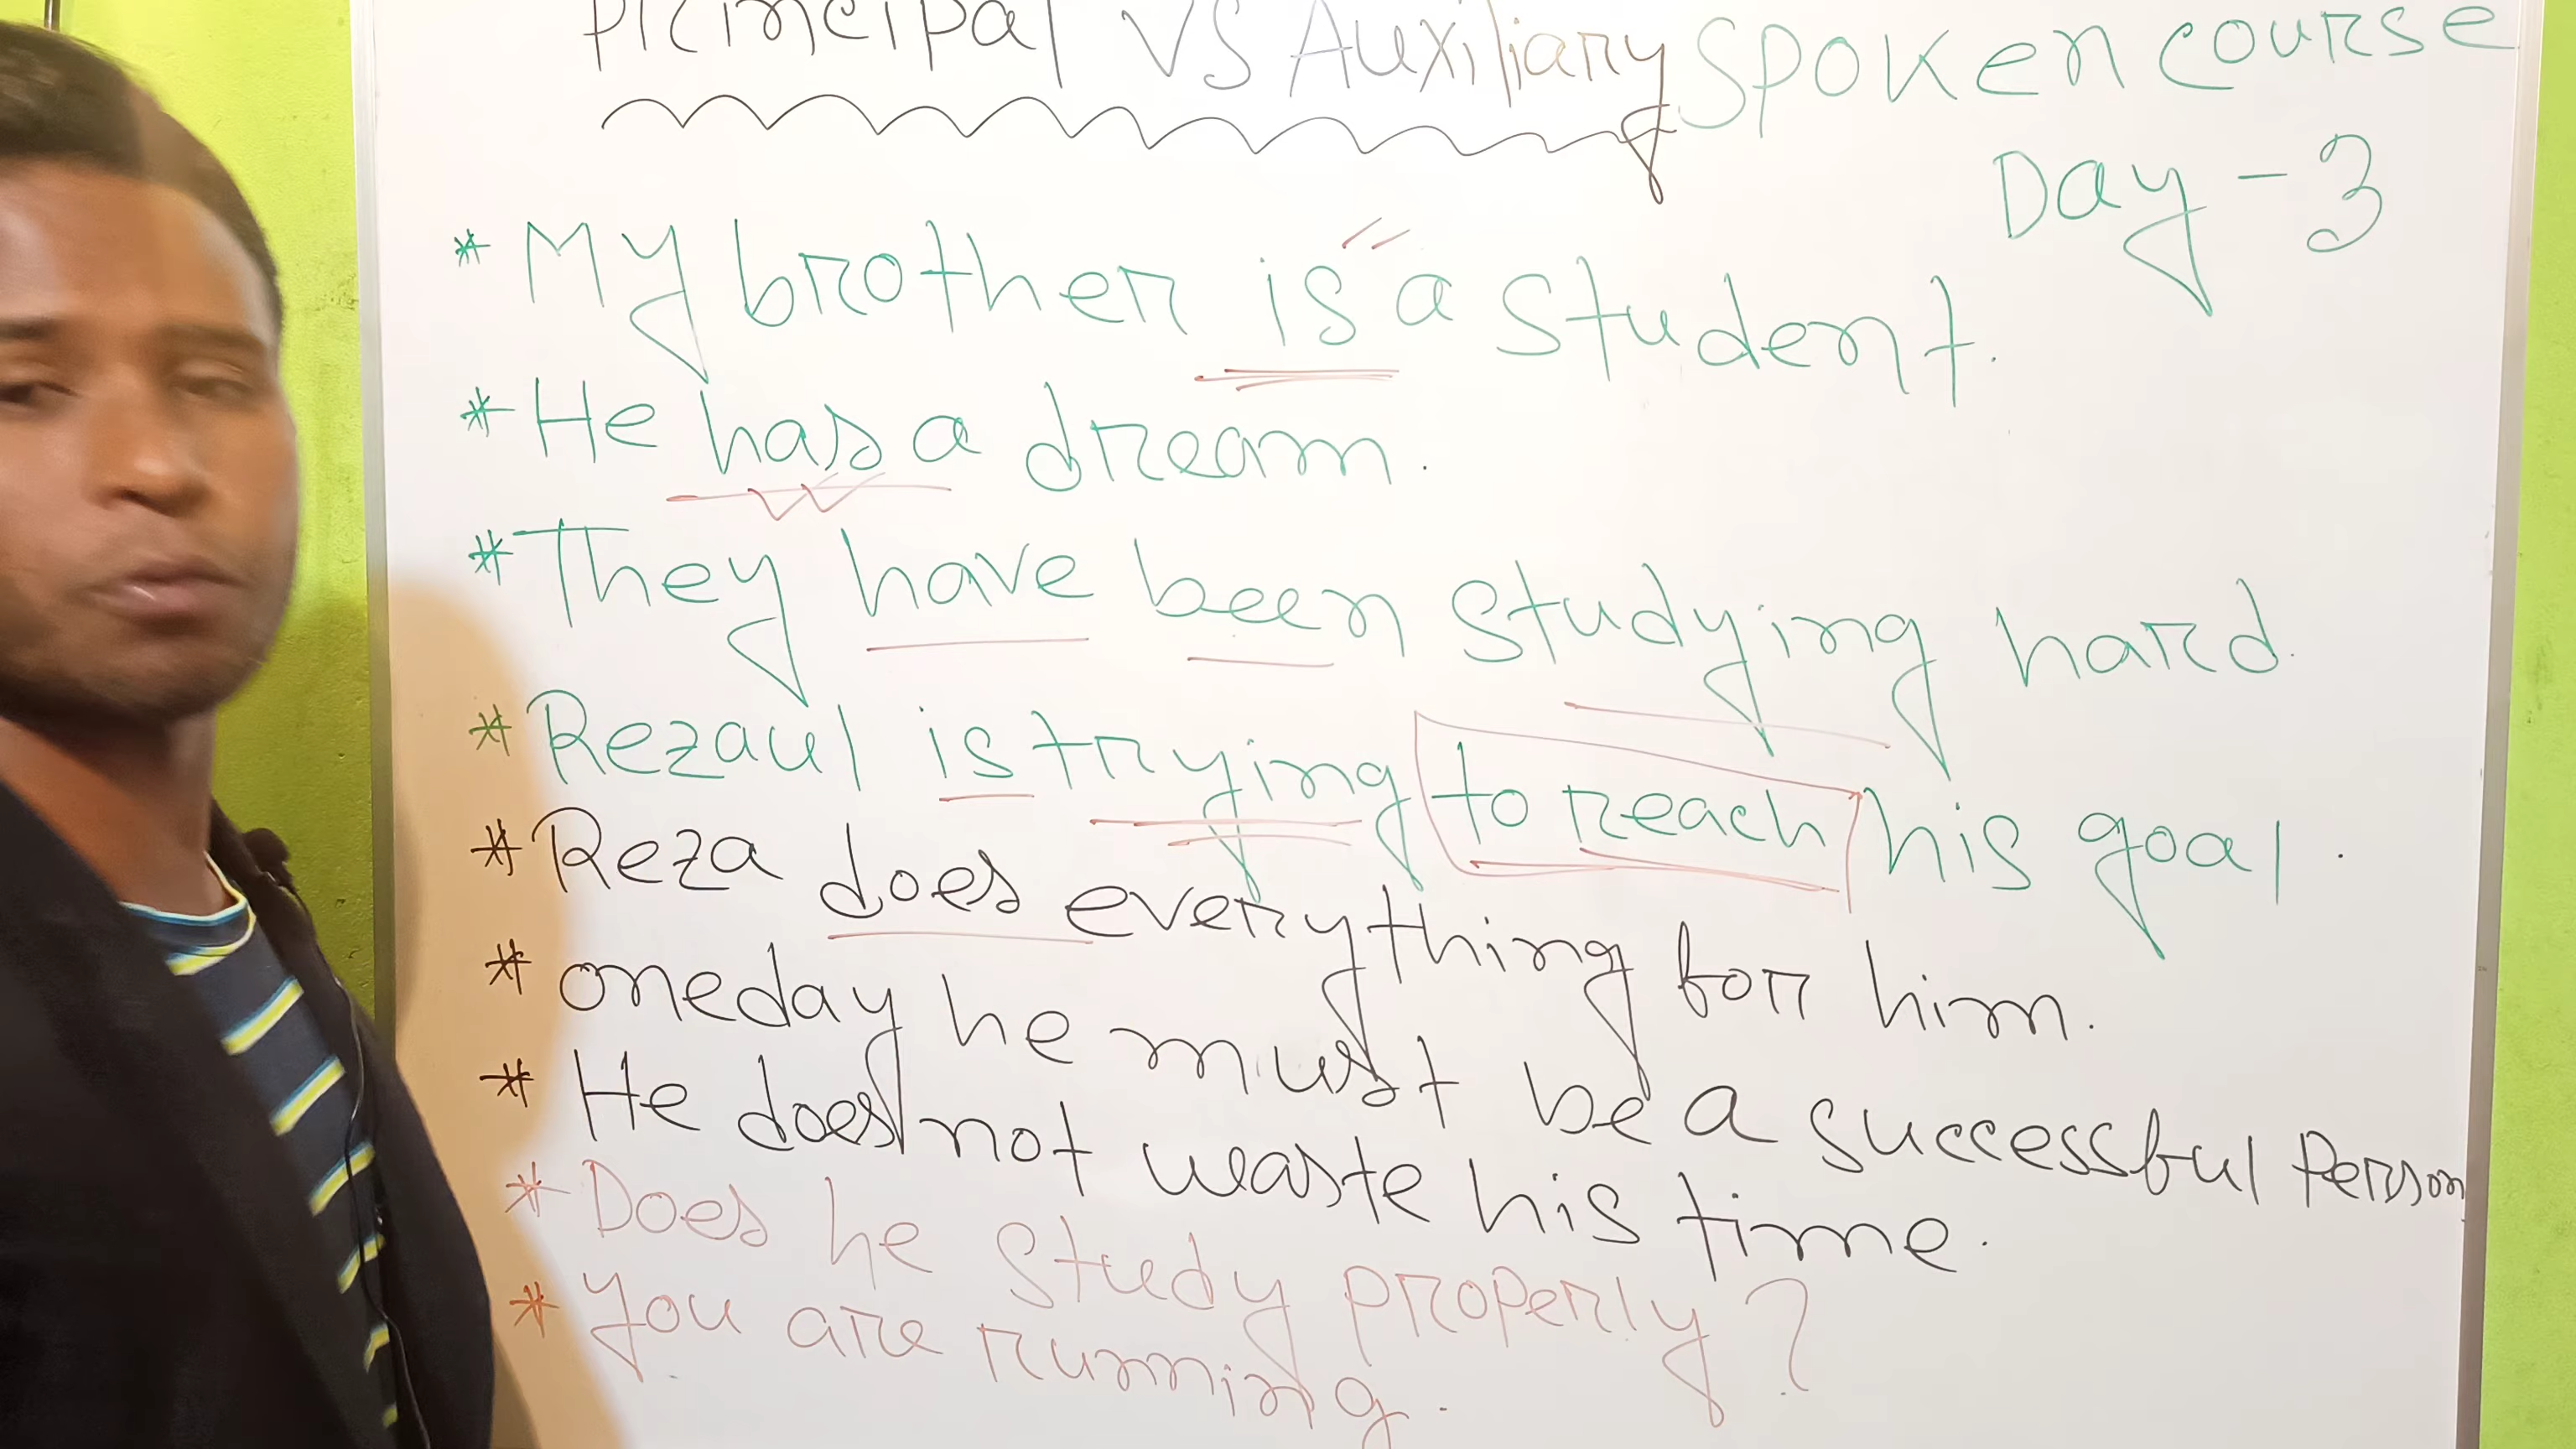 Principal VS Auxiliary Spoken course
Day - 3
* My brother is a student.
* He has a dream.
* They have been studying hard.
* Rezaul is trying to reach his goal.
* Reza does everything for him.
* oneday he must be a successful Person
* He does not waste his time.
* Does he study properly?
* You are running.